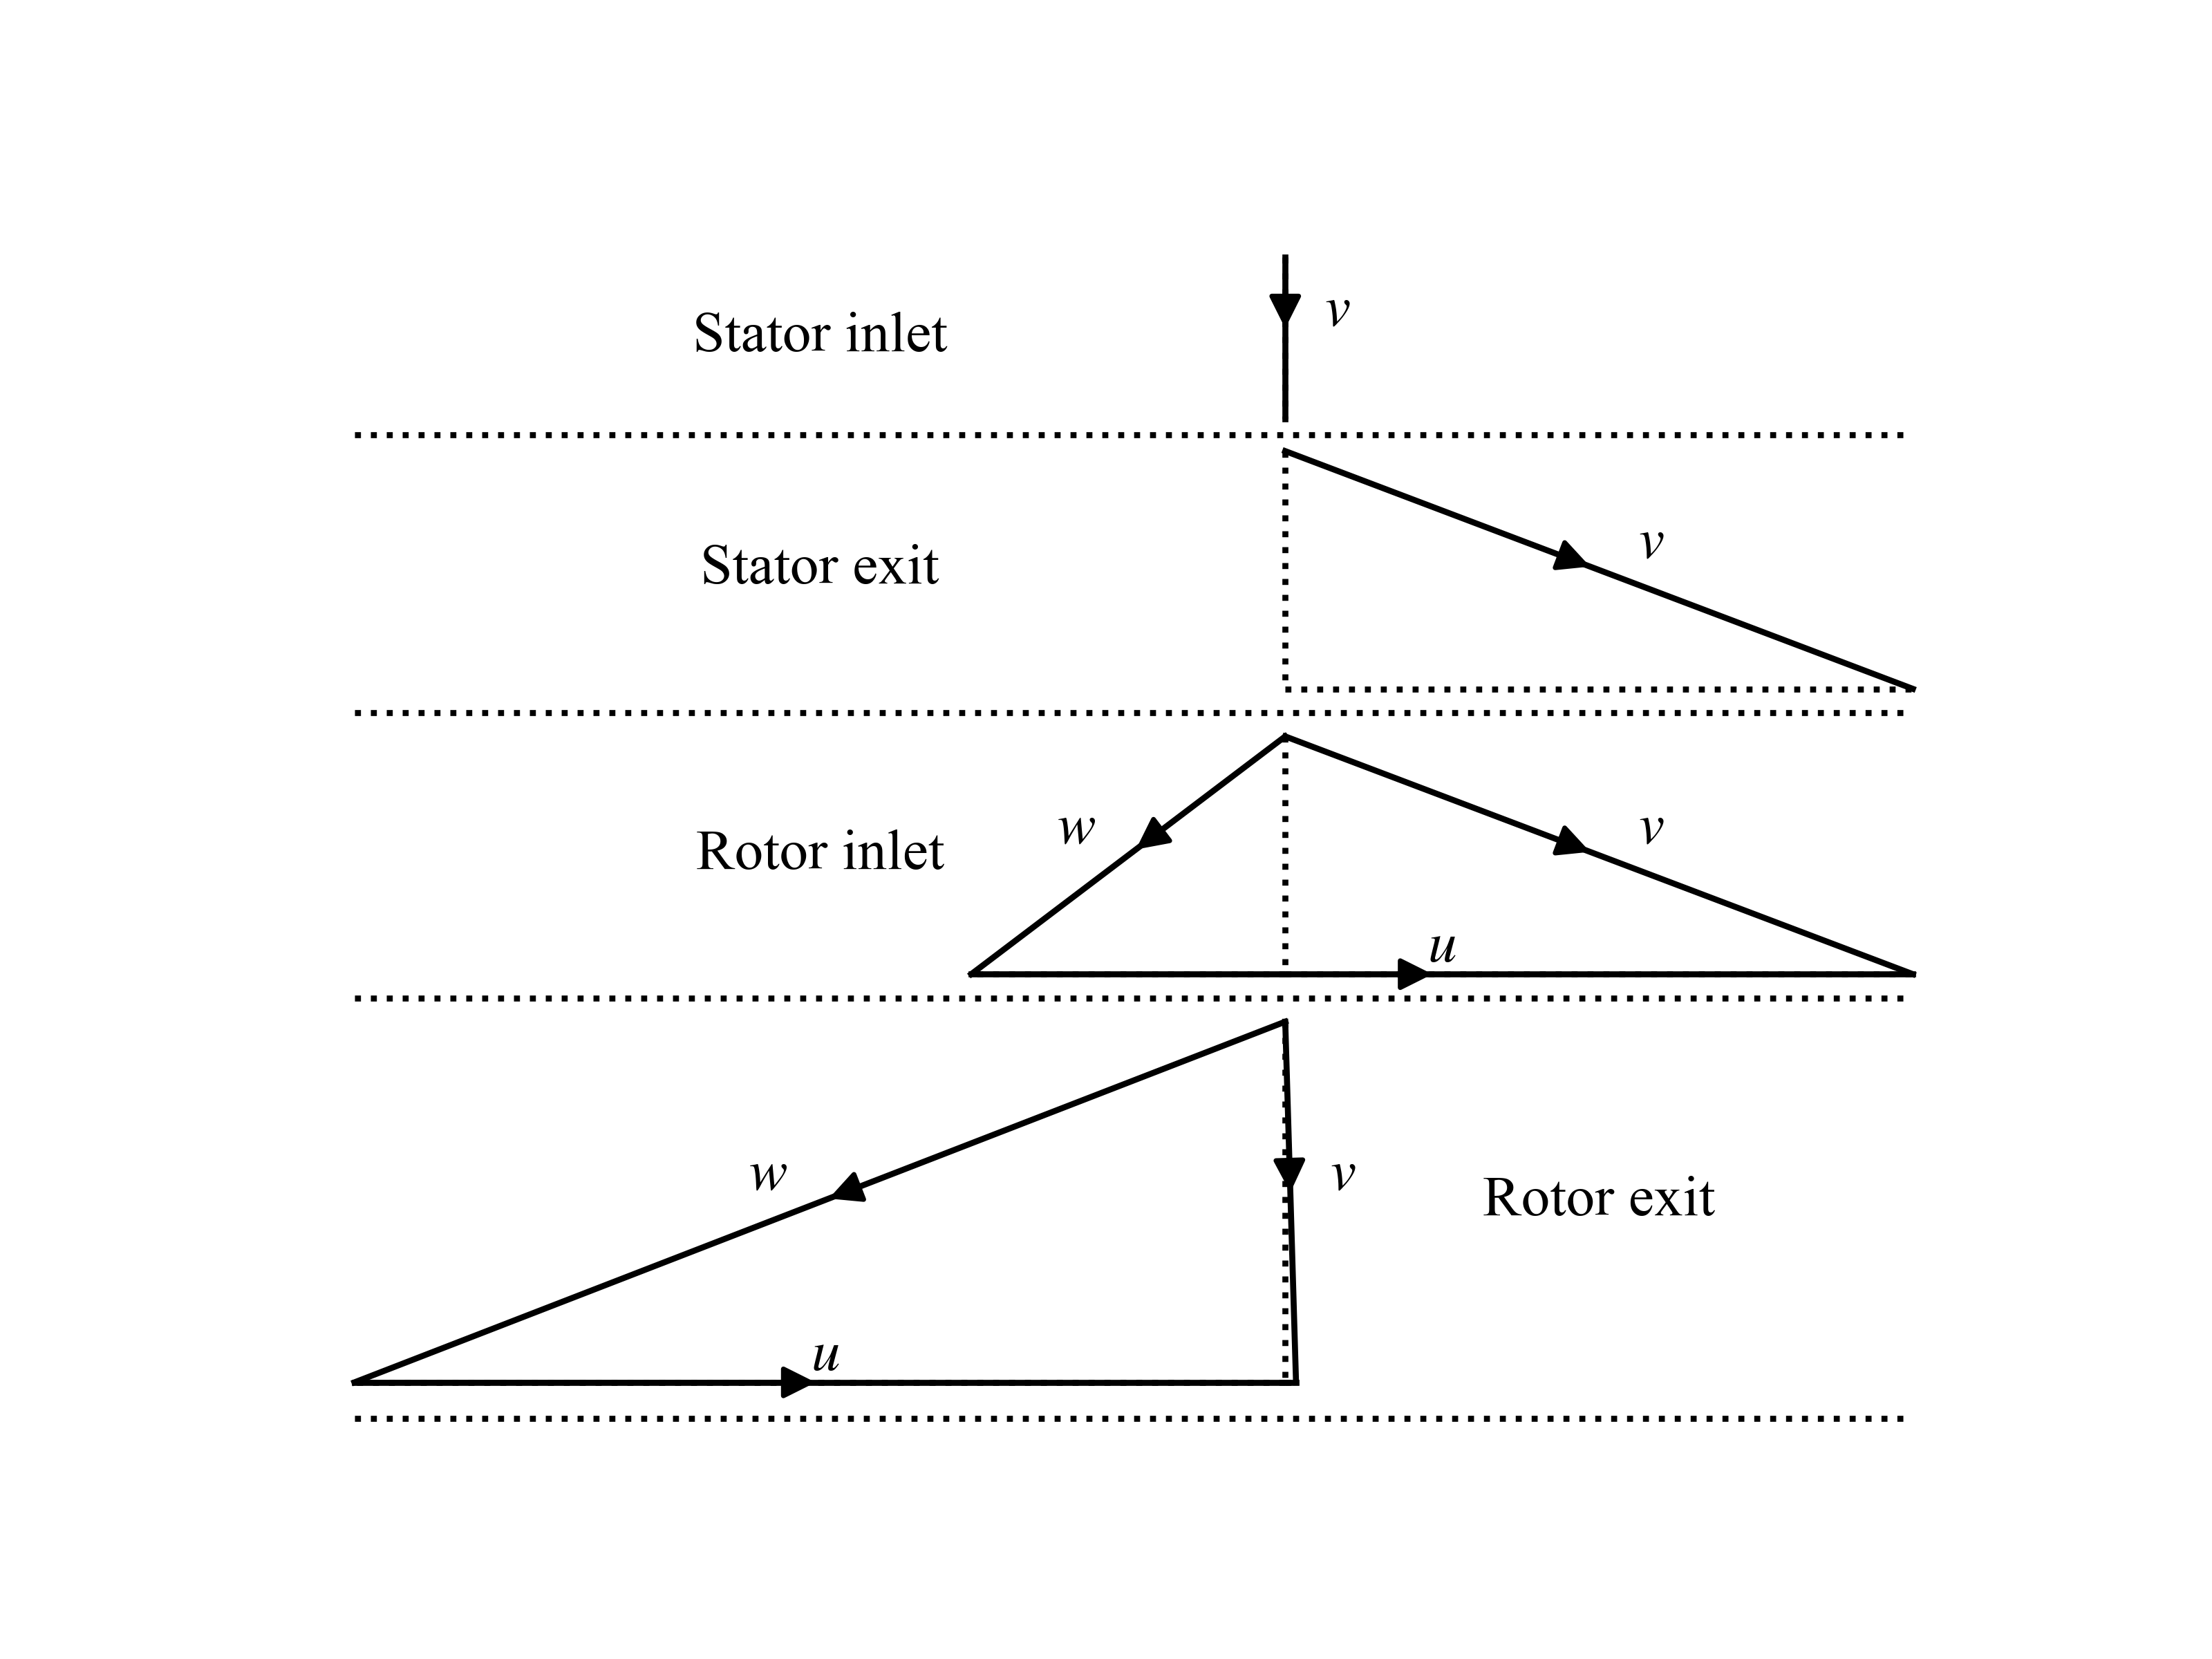 Stator inlet
v
Stator exit
v
Rotor inlet
w
v
u
w
v
Rotor exit
u